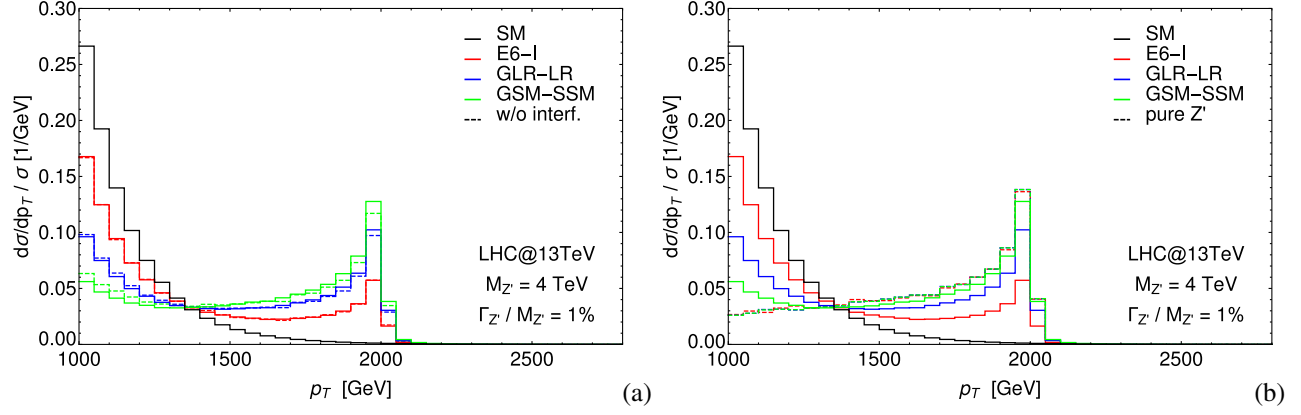 dσ/dp_T / σ [1/GeV]
0.30
0.25
0.20
0.15
0.10
0.05
0.00
SM
E6-I
GLR-LR
GSM-SSM
w/o interf.
LHC@13TeV
M_Z' = 4 TeV
Γ_Z' / M_Z' = 1%
1000 1500 2000 2500
p_T [GeV]
(a)
dσ/dp_T / σ [1/GeV]
0.30
0.25
0.20
0.15
0.10
0.05
0.00
SM
E6-I
GLR-LR
GSM-SSM
pure Z'
LHC@13TeV
M_Z' = 4 TeV
Γ_Z' / M_Z' = 1%
1000 1500 2000 2500
p_T [GeV]
(b)